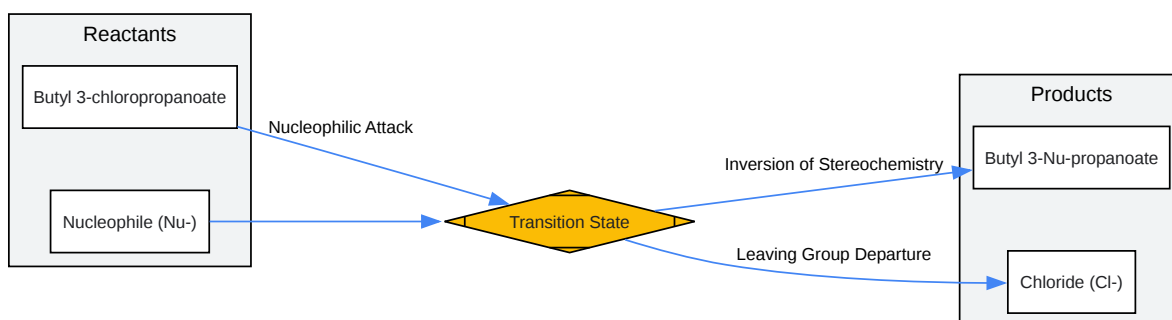 Reactants
Butyl 3-chloropropanoate
Nucleophile (Nu-)
Nucleophilic Attack
Transition State
Inversion of Stereochemistry
Leaving Group Departure
Products
Butyl 3-Nu-propanoate
Chloride (Cl-)